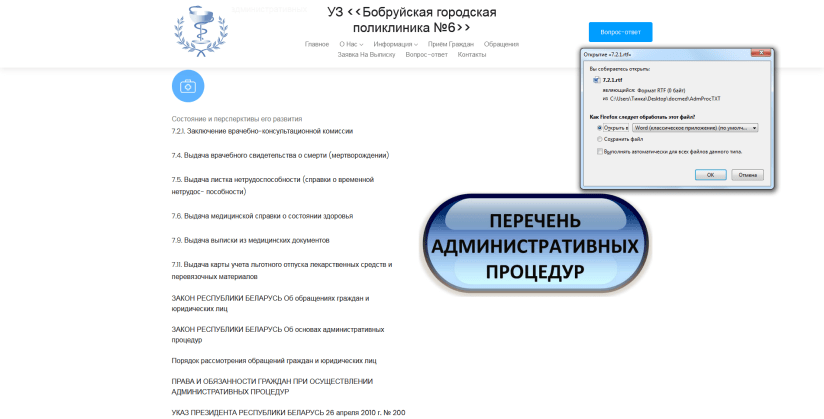 УЗ <<Бобруйская городская
поликлиника №6>>
Вопрос-ответ
Главное О Нас Информация Приём Граждан Обращения
Заявка На Выписку Вопрос-ответ Контакты
Открытие «7.2.1.rtf»
Вы собираетесь открыть:
7.2.1.rtf
являющийся: Формат RTF (0 байт)
из C:\Users\Тинка\Desktop\docmed\AdmProcTXT
Как Firefox следует обработать этот файл?
Открыть в Word (классическое приложение) (по умолч...
Сохранить файл
Выполнять автоматически для всех файлов данного типа.
OK Отмена
Состояние и персперктивы его развития
7.2.1. Заключение врачебно-консультационной комиссии
7.4. Выдача врачебного свидетельства о смерти (мертворождении)
7.5. Выдача листка нетрудоспособности (справки о временной
нетрудос- пособности)
7.6. Выдача медицинской справки о состоянии здоровья
7.9. Выдача выписки из медицинских документов
7.11. Выдача карты учета льготного отпуска лекарственных средств и
перевязочных материалов
ПЕРЕЧЕНЬ
АДМИНИСТРАТИВНЫХ
ПРОЦЕДУР
ЗАКОН РЕСПУБЛИКИ БЕЛАРУСЬ Об обращениях граждан и
юридических лиц
ЗАКОН РЕСПУБЛИКИ БЕЛАРУСЬ Об основах административных
процедур
Порядок рассмотрения обращений граждан и юридических лиц
ПРАВА И ОБЯЗАННОСТИ ГРАЖДАН ПРИ ОСУЩЕСТВЛЕНИИ
АДМИНИСТРАТИВНЫХ ПРОЦЕДУР
УКАЗ ПРЕЗИДЕНТА РЕСПУБЛИКИ БЕЛАРУСЬ 26 апреля 2010 г. № 200